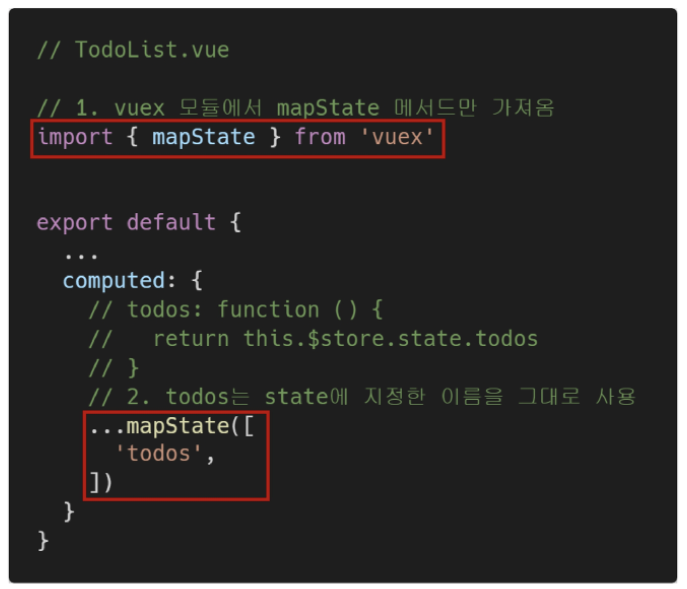 // TodoList.vue
// 1. vuex 모듈에서 mapState 메서드만 가져옴
import { mapState } from 'vuex'
export default {
...
computed: {
// todos: function () {
//   return this.$store.state.todos
// }
// 2. todos는 state에 지정한 이름을 그대로 사용
...mapState([
'todos',
])
}
}